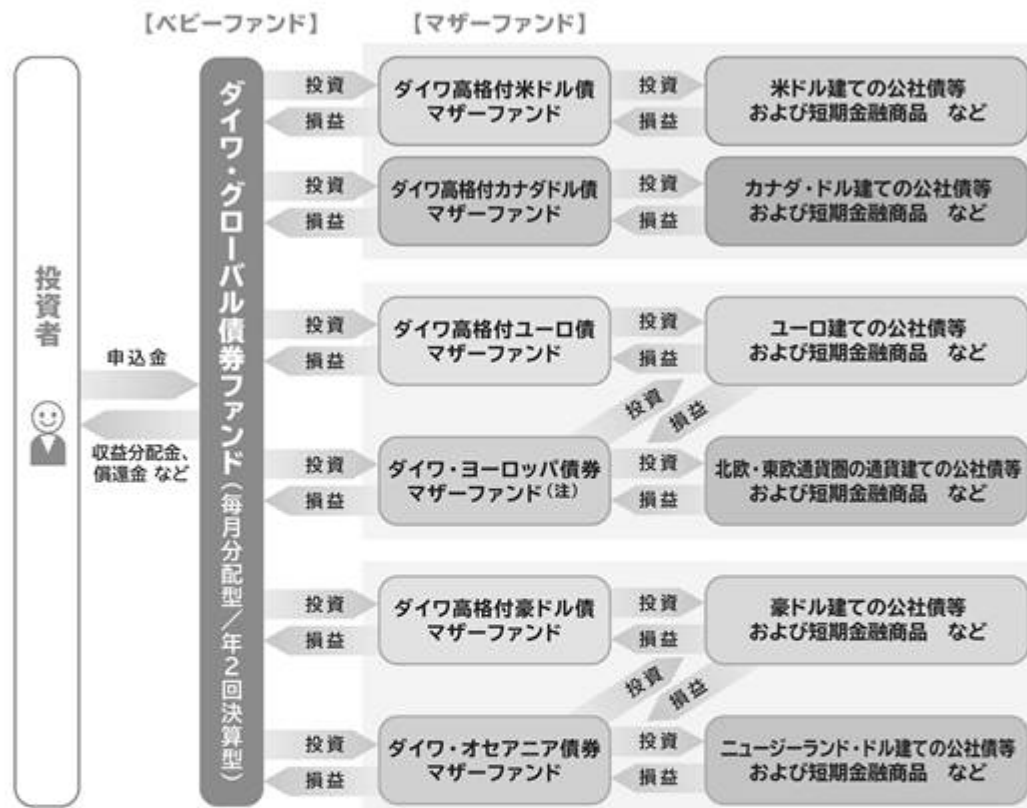 【ベビーファンド】
【マザーファンド】
投資者
申込金
収益分配金、
償還金 など
ダイワ・グローバル債券ファンド（毎月分配型／年2回決算型）
投資
損益
ダイワ高格付米ドル債
マザーファンド
投資
損益
米ドル建ての公社債等
および短期金融商品 など
投資
損益
ダイワ高格付カナダドル債
マザーファンド
投資
損益
カナダ・ドル建ての公社債等
および短期金融商品 など
投資
損益
ダイワ高格付ユーロ債
マザーファンド
投資
損益
ユーロ建ての公社債等
および短期金融商品 など
投資
損益
投資
損益
ダイワ・ヨーロッパ債券
マザーファンド（注）
投資
損益
北欧・東欧通貨圏の通貨建ての公社債等
および短期金融商品 など
投資
損益
ダイワ高格付豪ドル債
マザーファンド
投資
損益
豪ドル建ての公社債等
および短期金融商品 など
投資
損益
投資
損益
ダイワ・オセアニア債券
マザーファンド
投資
損益
ニュージーランド・ドル建ての公社債等
および短期金融商品 など